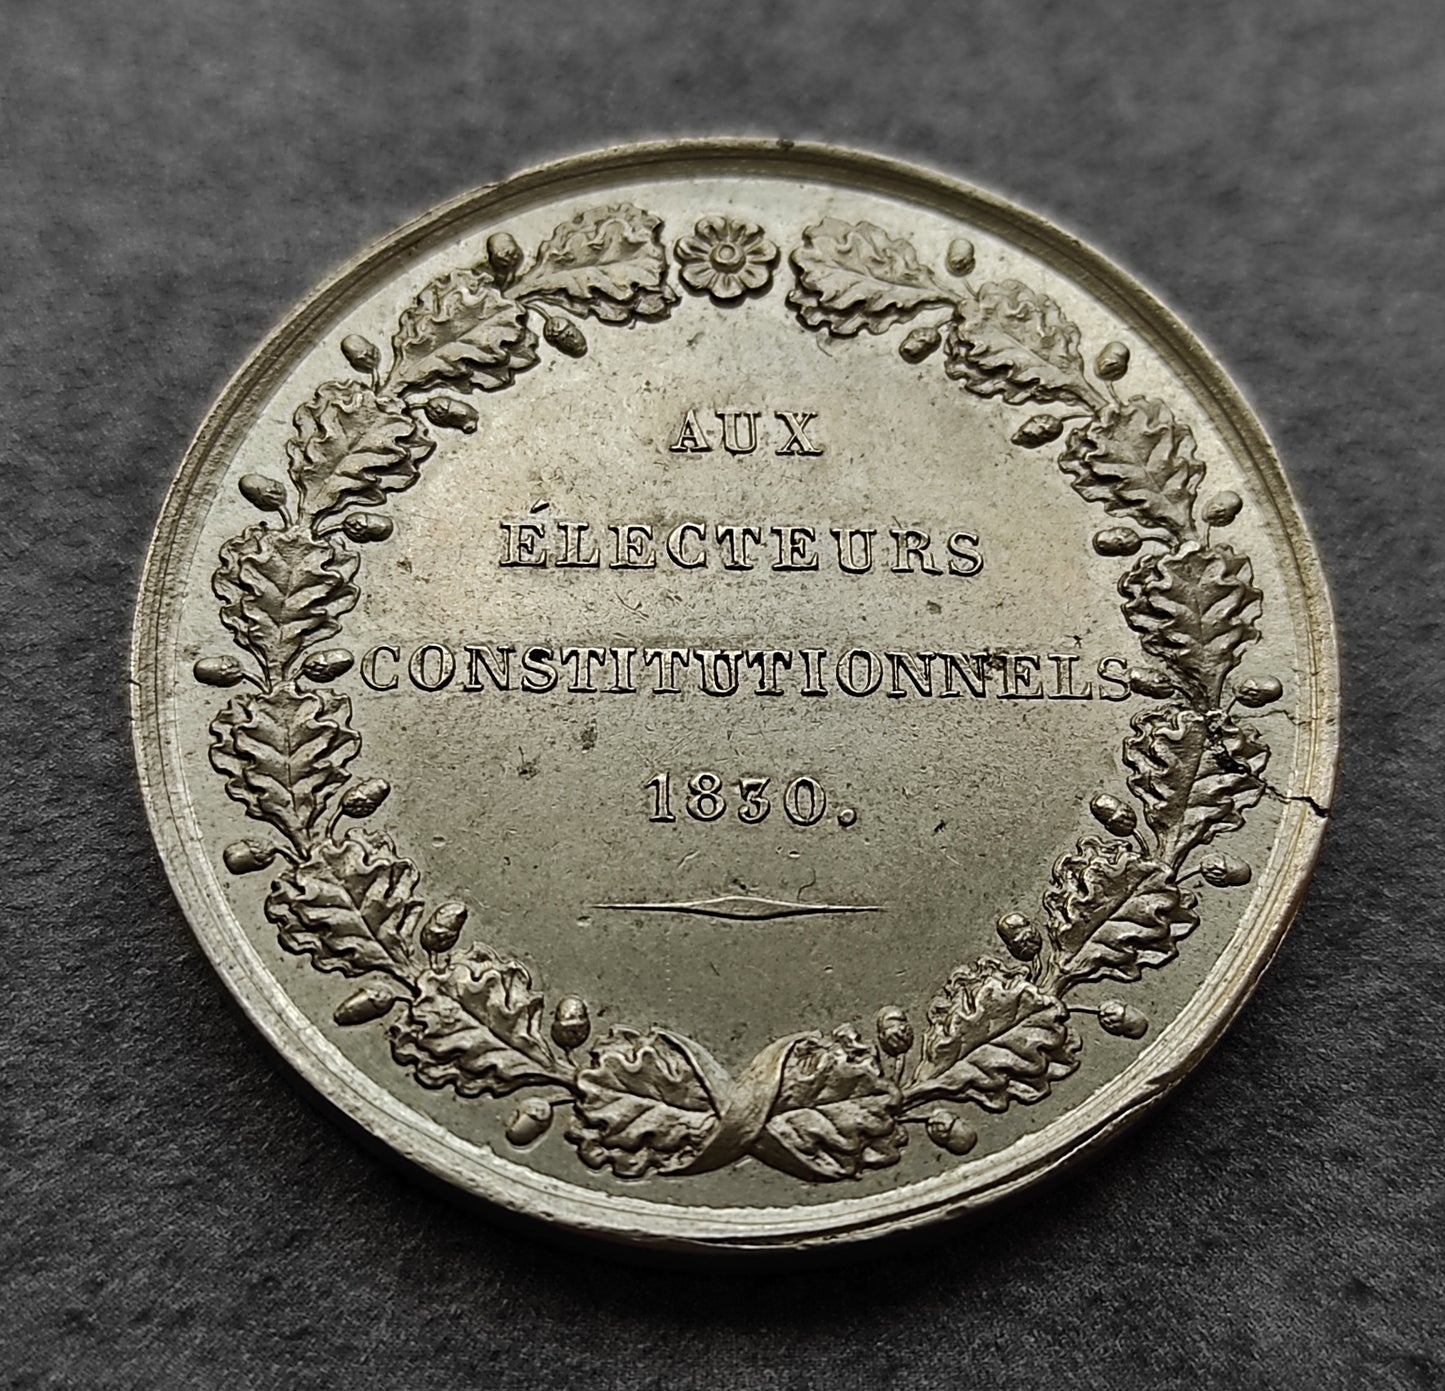 AUX
ÉLECTEURS
CONSTITUTIONNELS
1830.